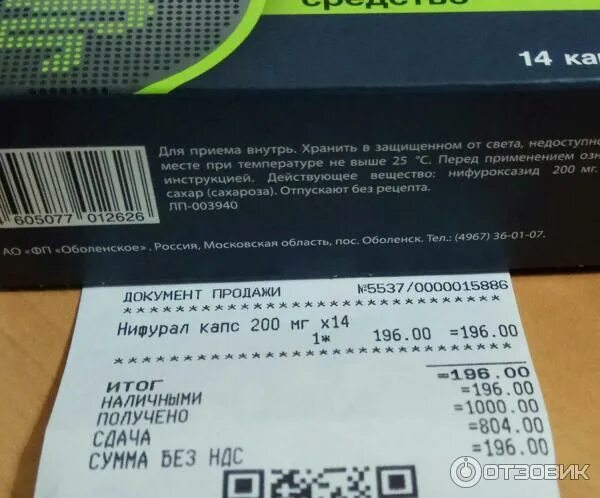 средство
14 ка
Для приема внутрь. Хранить в защищенном от света, недоступно
месте при температуре не выше 25 °C. Перед применением озн
инструкцией. Действующее вещество: нифуроксазид 200 мг.
сахар (сахароза). Отпускают без рецепта.
ЛП-003940
4 605077 012626
АО «ФП «Оболенское». Россия, Московская область, пос. Оболенск. Тел.: (4967) 36-01-07.
ДОКУМЕНТ ПРОДАЖИ №5537/0000015886
* * * * * * * * * * * * * * * * * * * * * * * *
Нифурал капс 200 мг x14
1ж 196.00 =196.00
* * * * * * * * * * * * * * * * * * * * * * * *
ИТОГ =196.00
НАЛИЧНЫМИ =196.00
ПОЛУЧЕНО =1000.00
СДАЧА =804.00
СУММА БЕЗ НДС =196.00
ОТЗОВИК